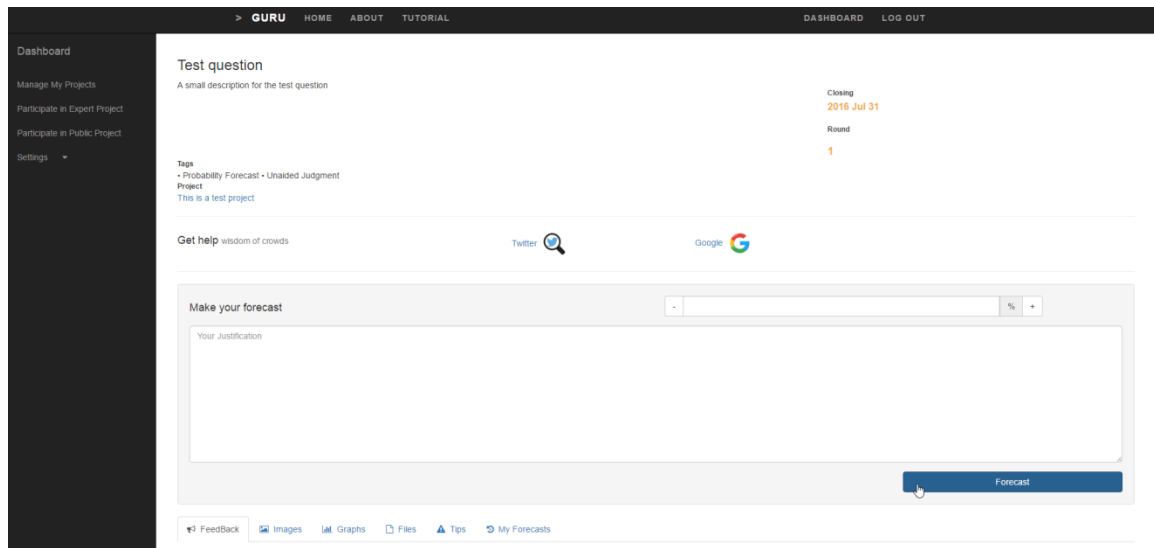 > GURU HOME ABOUT TUTORIAL DASHBOARD LOG OUT
Dashboard
Manage My Projects
Participate in Expert Project
Participate in Public Project
Settings
Test question
A small description for the test question
Closing
2016 Jul 31
Round
1
Tags
• Probability Forecast • Unaided Judgment
Project
This is a test project
Get help wisdom of crowds Twitter Google
Make your forecast - % +
Your Justification
Forecast
FeedBack Images Graphs Files Tips My Forecasts